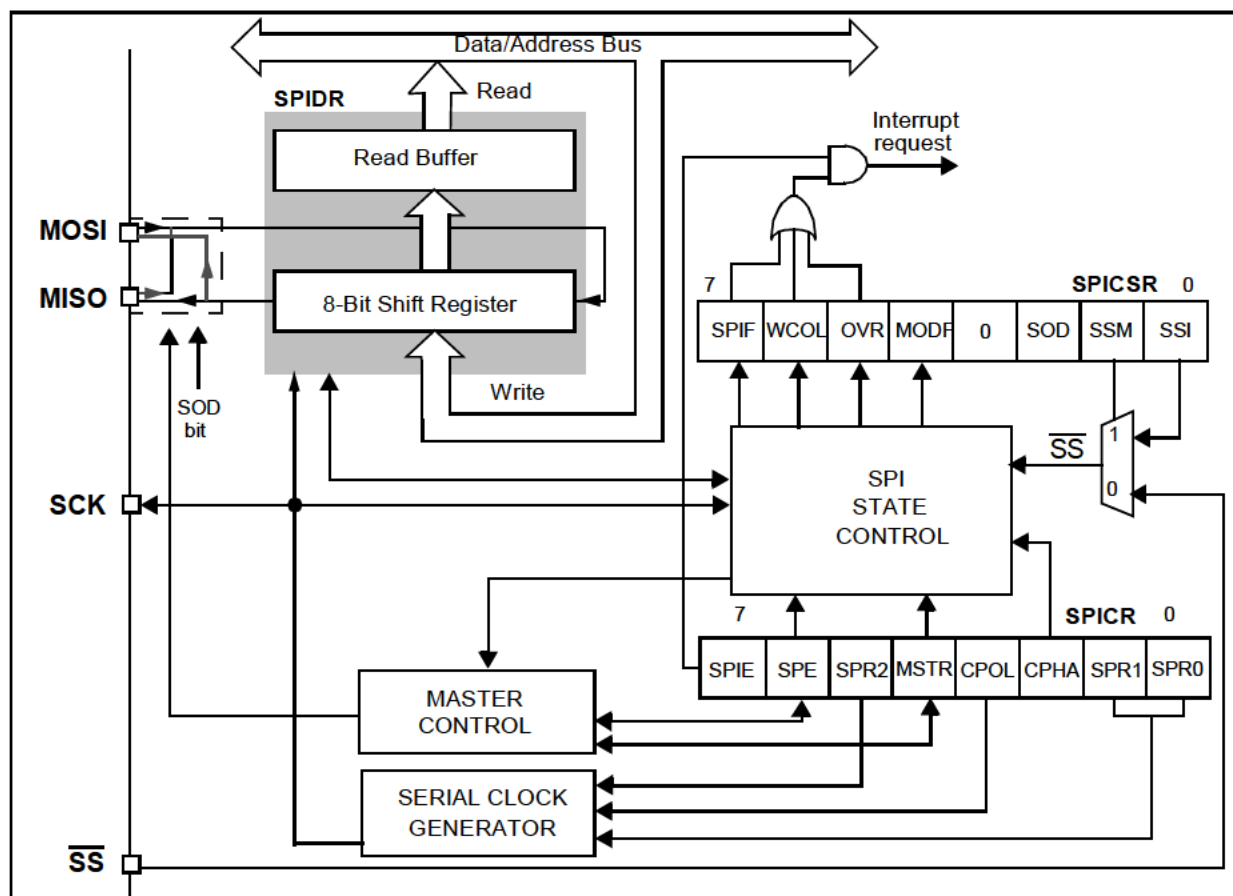 Data/Address Bus
SPIDR
Read
Read Buffer
Interrupt
request
MOSI
MISO
8-Bit Shift Register
7
SPICSR
0
SPIF
WCOL
OVR
MODF
0
SOD
SSM
SSI
SOD
bit
Write
1
SS
0
SCK
SPI
STATE
CONTROL
7
SPICR
0
SPIE
SPE
SPR2
MSTR
CPOL
CPHA
SPR1
SPR0
MASTER
CONTROL
SERIAL CLOCK
GENERATOR
SS